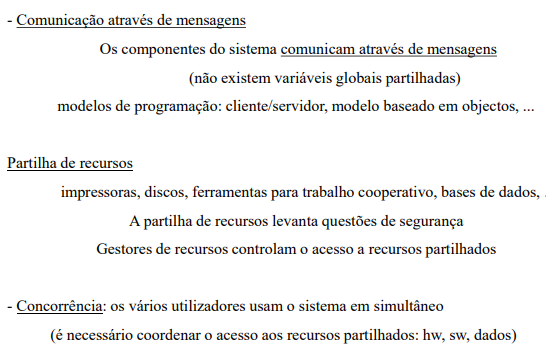 - Comunicação através de mensagens
Os componentes do sistema comunicam através de mensagens
(não existem variáveis globais partilhadas)
modelos de programação: cliente/servidor, modelo baseado em objectos, ...
Partilha de recursos
impressoras, discos, ferramentas para trabalho cooperativo, bases de dados, .
A partilha de recursos levanta questões de segurança
Gestores de recursos controlam o acesso a recursos partilhados
- Concorrência: os vários utilizadores usam o sistema em simultâneo
(é necessário coordenar o acesso aos recursos partilhados: hw, sw, dados)